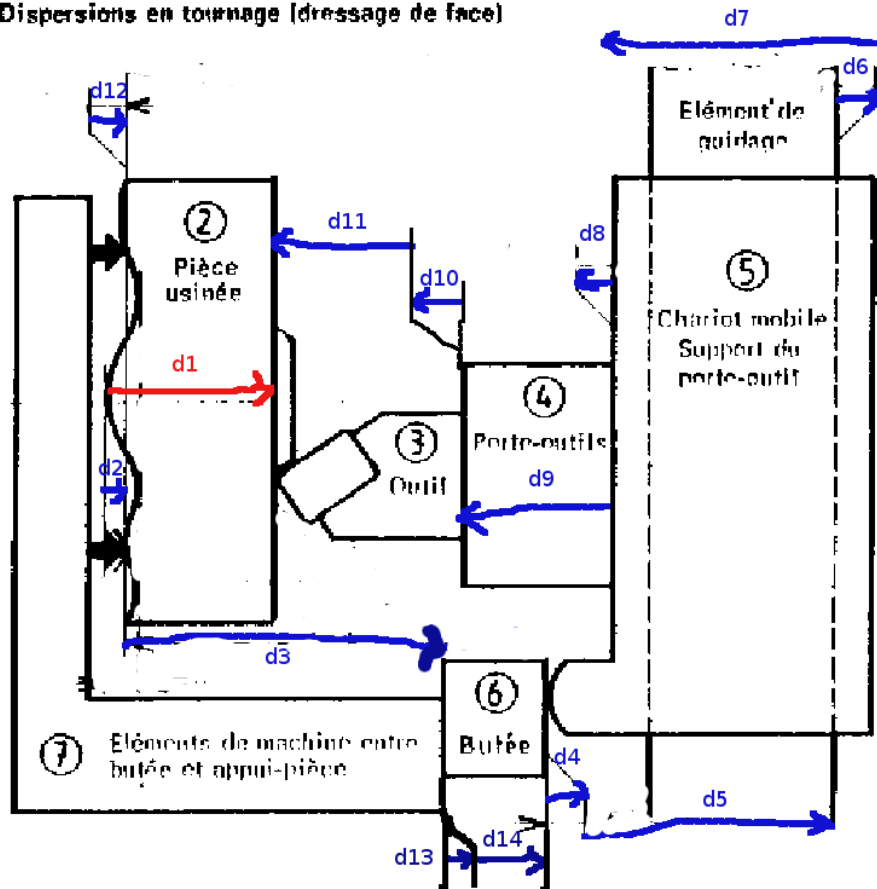 Dispersions en tournage (dressage de face)
d7
d6
d12
Elément de
guidage
②
Pièce
usinée
d11
d10
d8
⑤
Chariot mobile
Support du
porte-outil
d1
④
Porte-outils
③
Outil
d2
d9
d3
⑥
Butée
⑦ Eléments de machine entre
butée et appui-pièce
d4
d5
d13
d14